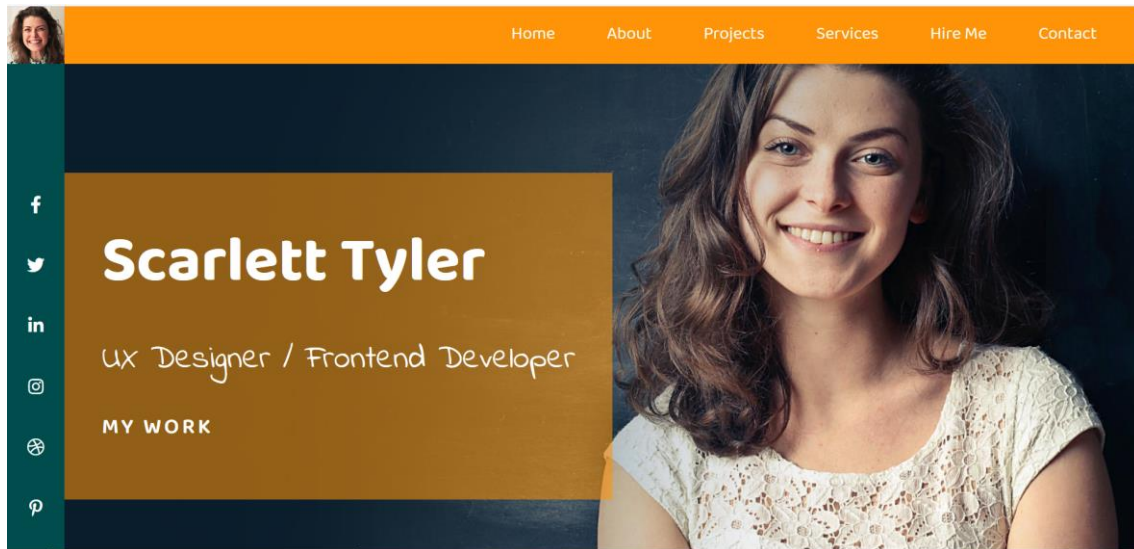 Home About Projects Services Hire Me Contact
Scarlett Tyler
UX Designer / Frontend Developer
MY WORK